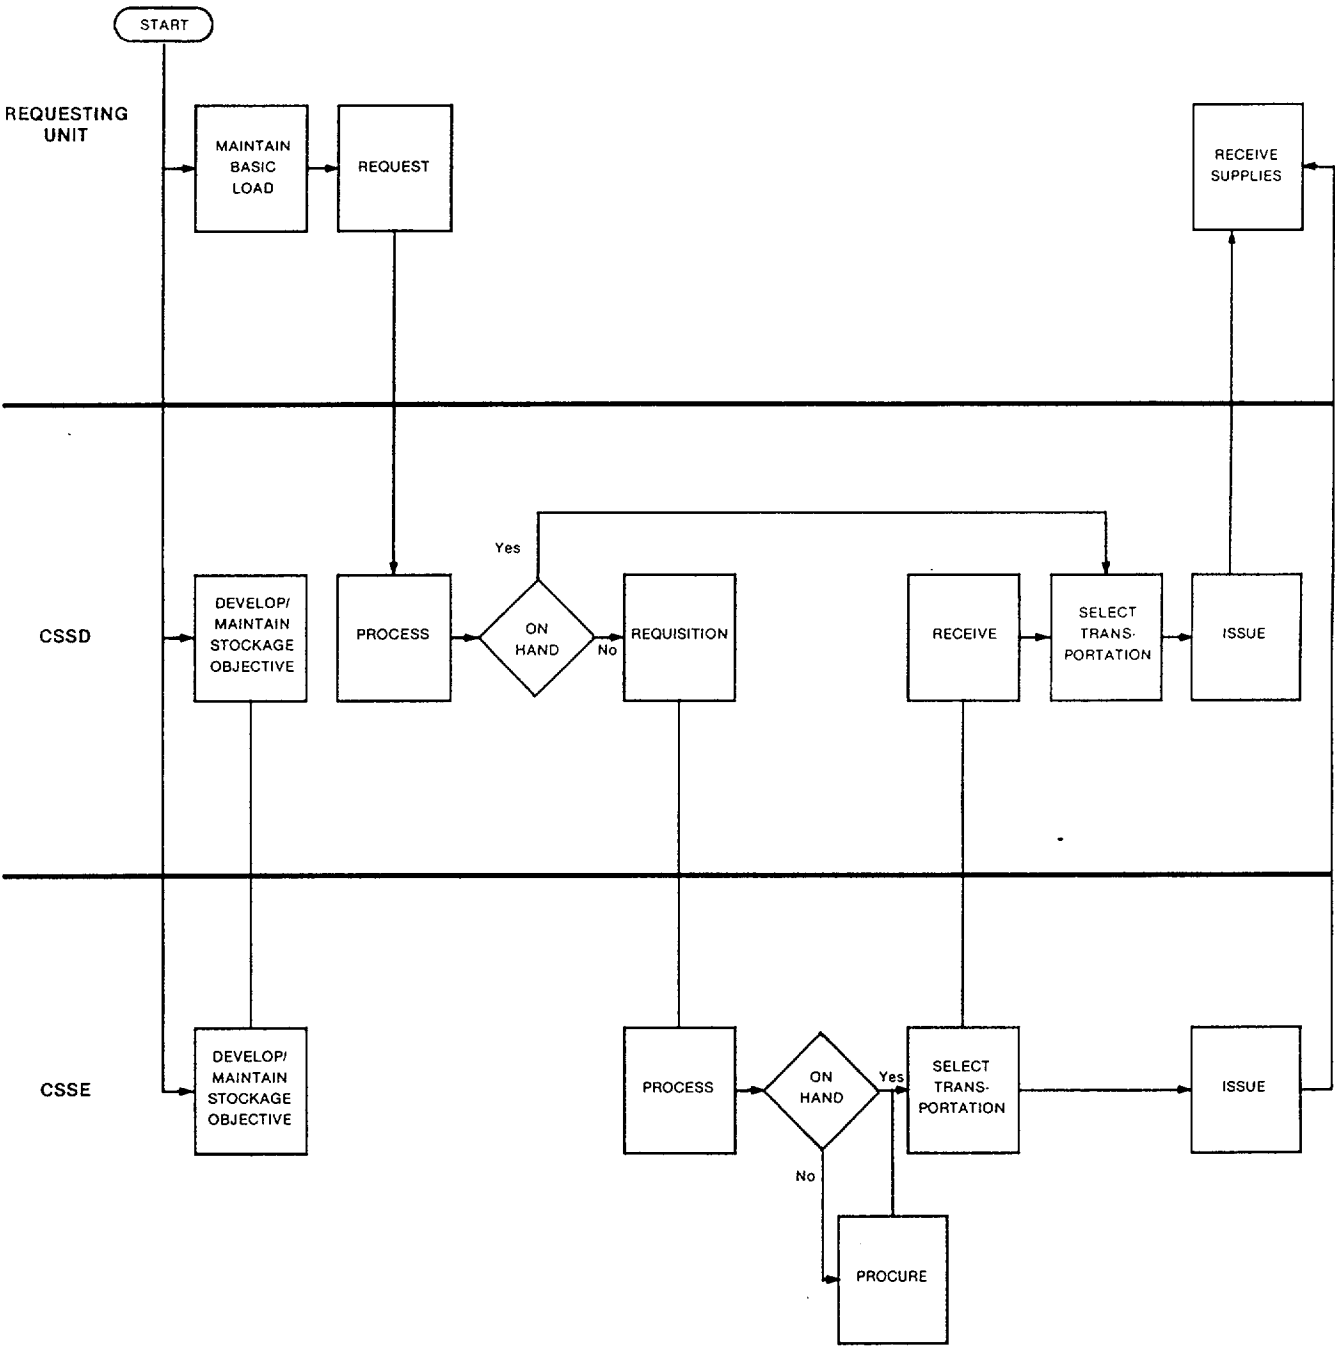 START
REQUESTING
UNIT
MAINTAIN
BASIC
LOAD
REQUEST
RECEIVE
SUPPLIES
CSSD
DEVELOP/
MAINTAIN
STOCKAGE
OBJECTIVE
PROCESS
Yes
ON
HAND
No
REQUISITION
RECEIVE
SELECT
TRANS-
PORTATION
ISSUE
CSSE
DEVELOP/
MAINTAIN
STOCKAGE
OBJECTIVE
PROCESS
ON
HAND
Yes
No
SELECT
TRANS-
PORTATION
ISSUE
PROCURE